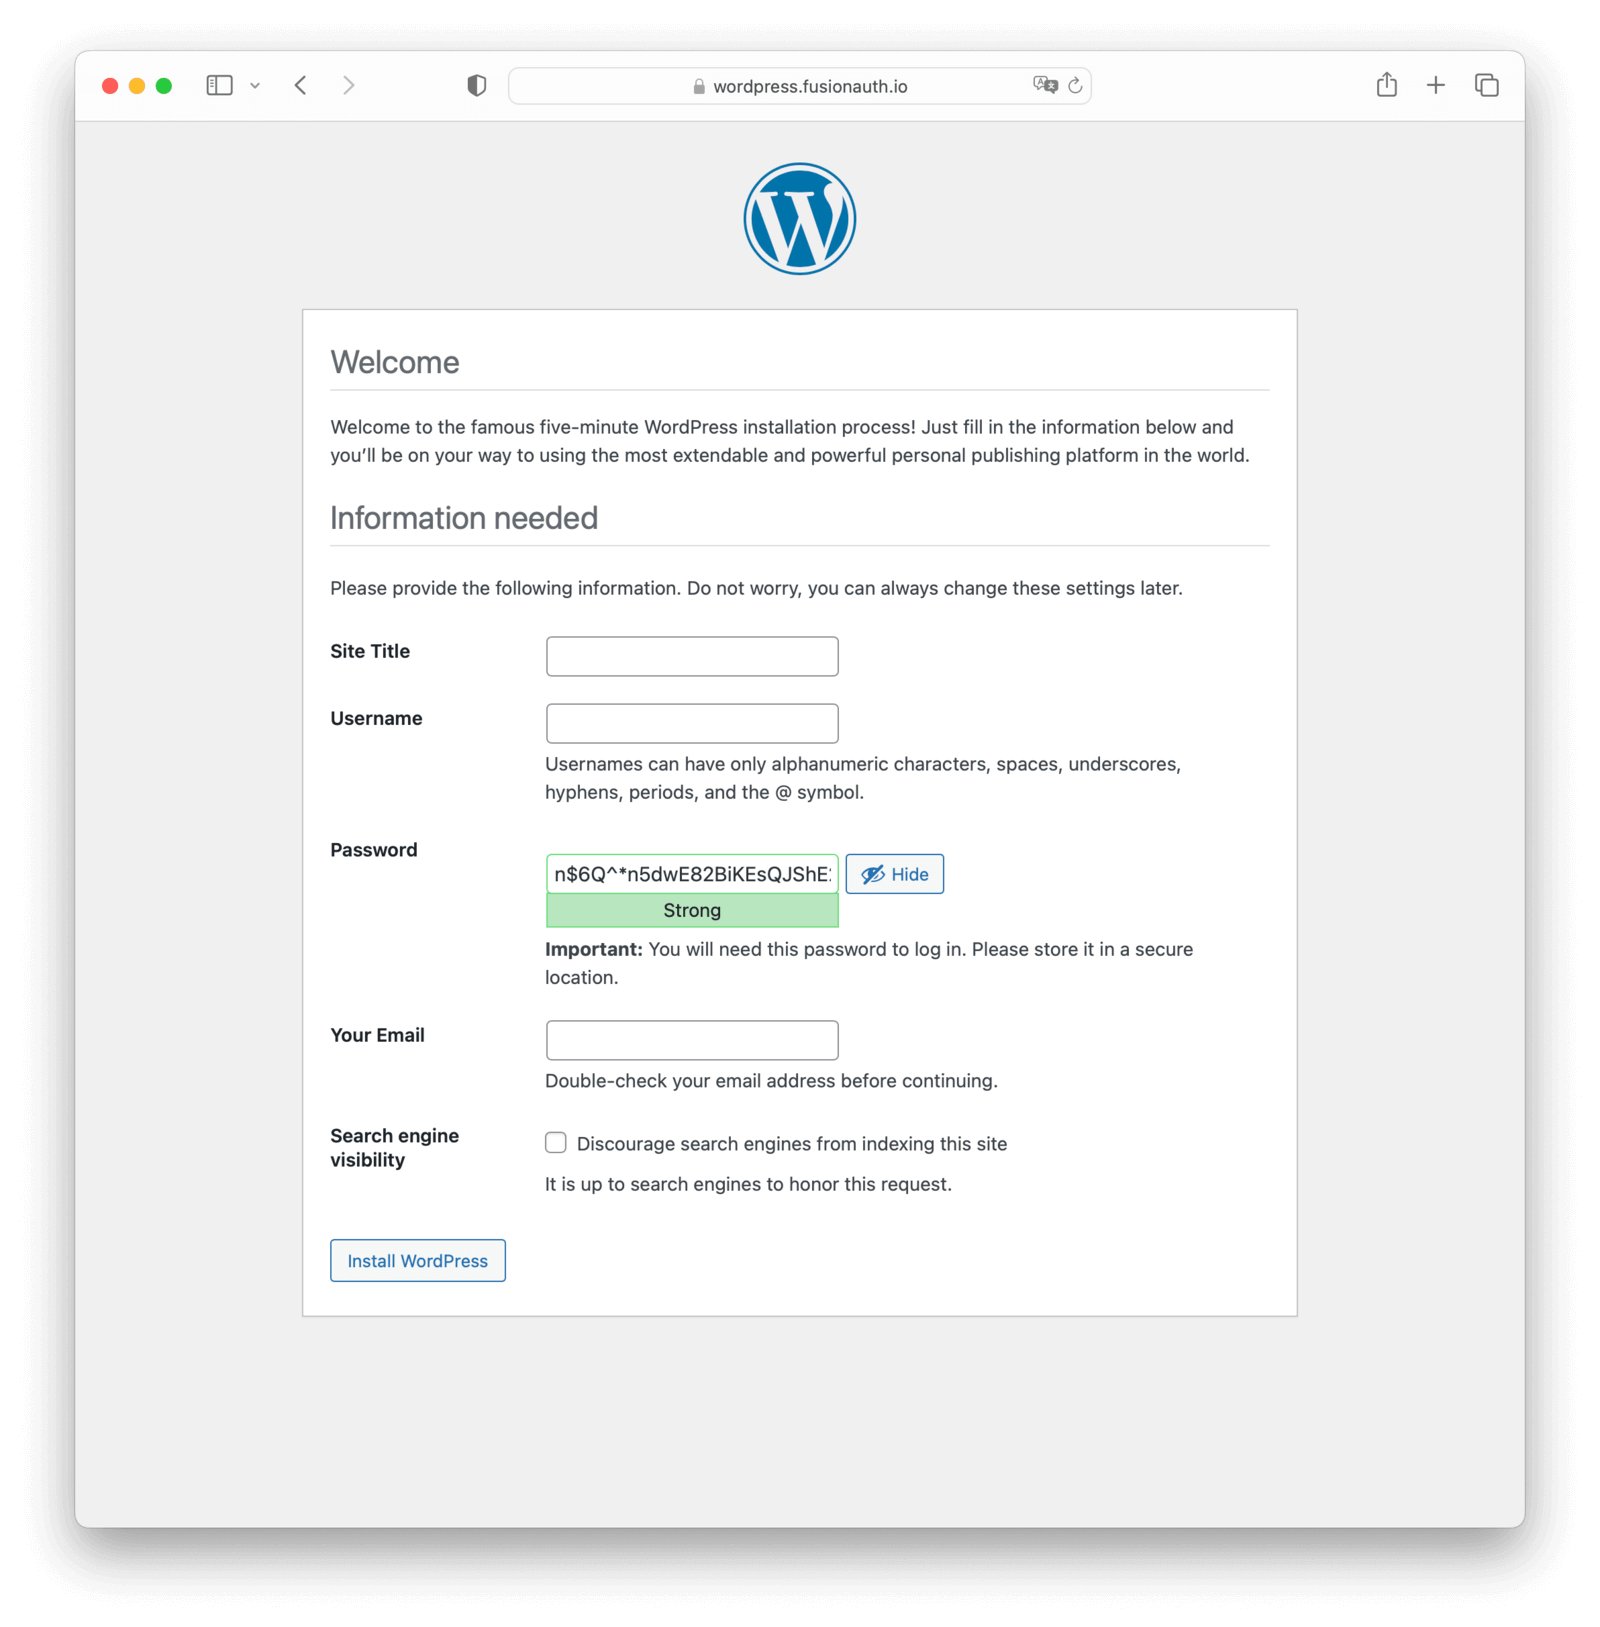 wordpress.fusionauth.io
Welcome
Welcome to the famous five-minute WordPress installation process! Just fill in the information below and
you’ll be on your way to using the most extendable and powerful personal publishing platform in the world.
Information needed
Please provide the following information. Do not worry, you can always change these settings later.
Site Title
Username
Usernames can have only alphanumeric characters, spaces, underscores,
hyphens, periods, and the @ symbol.
Password
n$6Q^*n5dwE82BiKEsQJShE
Hide
Strong
Important: You will need this password to log in. Please store it in a secure
location.
Your Email
Double-check your email address before continuing.
Search engine
visibility
Discourage search engines from indexing this site
It is up to search engines to honor this request.
Install WordPress